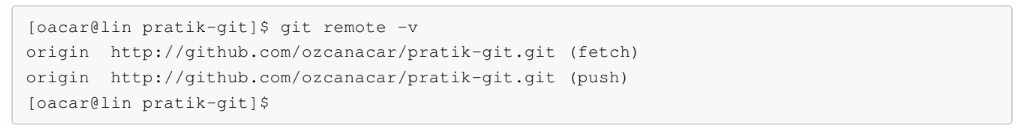 [oacar@lin pratik-git]$ git remote -v
origin  http://github.com/ozcanacar/pratik-git.git (fetch)
origin  http://github.com/ozcanacar/pratik-git.git (push)
[oacar@lin pratik-git]$